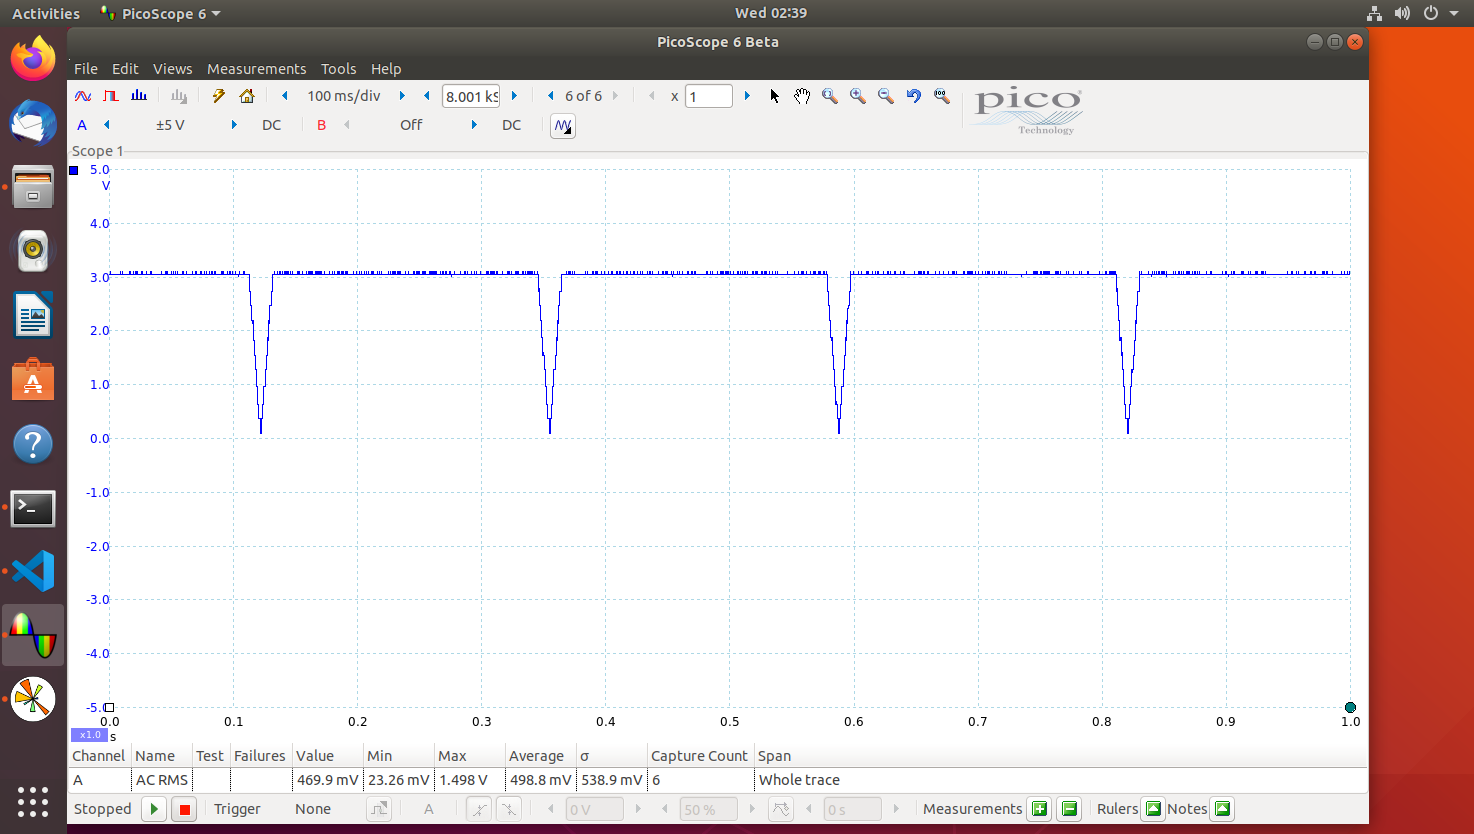 Activities PicoScope 6 Wed 02:39
PicoScope 6 Beta
File Edit Views Measurements Tools Help
100 ms/div 8.001 kS 6 of 6 x 1
A ±5 V DC B Off DC
pico
Technology
Scope 1
5.0
V
4.0
3.0
2.0
1.0
0.0
-1.0
-2.0
-3.0
-4.0
-5.0
0.0 0.1 0.2 0.3 0.4 0.5 0.6 0.7 0.8 0.9 1.0
x1.0 s
Channel Name Test Failures Value Min Max Average σ Capture Count Span
A AC RMS 469.9 mV 23.26 mV 1.498 V 498.8 mV 538.9 mV 6 Whole trace
Stopped Trigger None A 0 V 50 % 0 s Measurements Rulers Notes